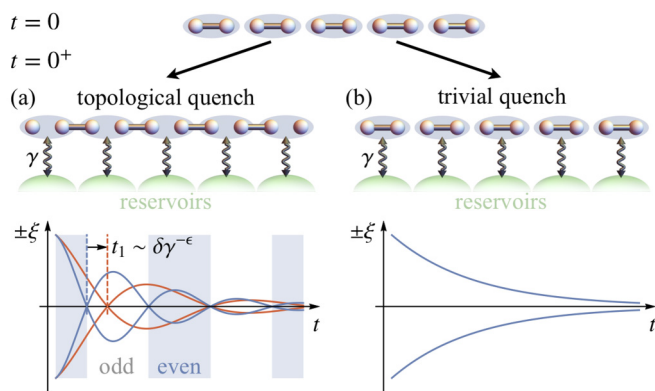 t = 0
t = 0⁺
(a)
topological quench
γ
reservoirs
±ξ
t₁ ~ δγ^−ϵ
odd
even
t
(b)
trivial quench
γ
reservoirs
±ξ
t